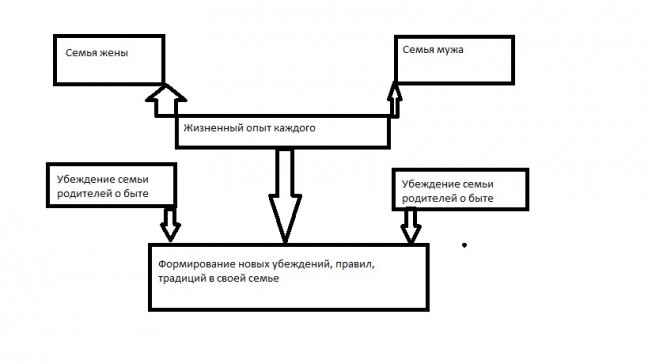 Семья жены
Семья мужа
Жизненный опыт каждого
Убеждение семьи
родителей о быте
Убеждение семьи
родителей о быте
Формирование новых убеждений, правил,
традиций в своей семье